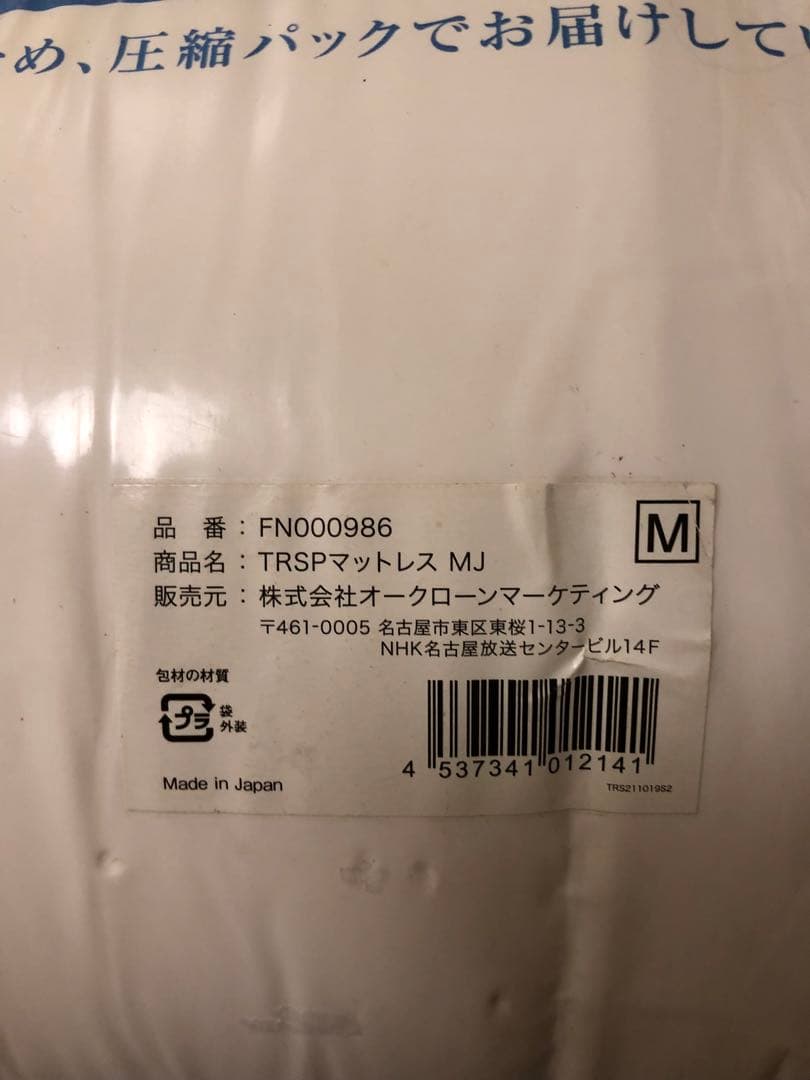 め、圧縮パックでお届けしてい
品 番：FN000986
M
商品名：TRSPマットレス MJ
販売元：株式会社オークローンマーケティング
〒461-0005 名古屋市東区東桜1-13-3
NHK名古屋放送センタービル14F
包材の材質
プラ
袋
外装
Made in Japan
4 537341 012141
TRS211019S2